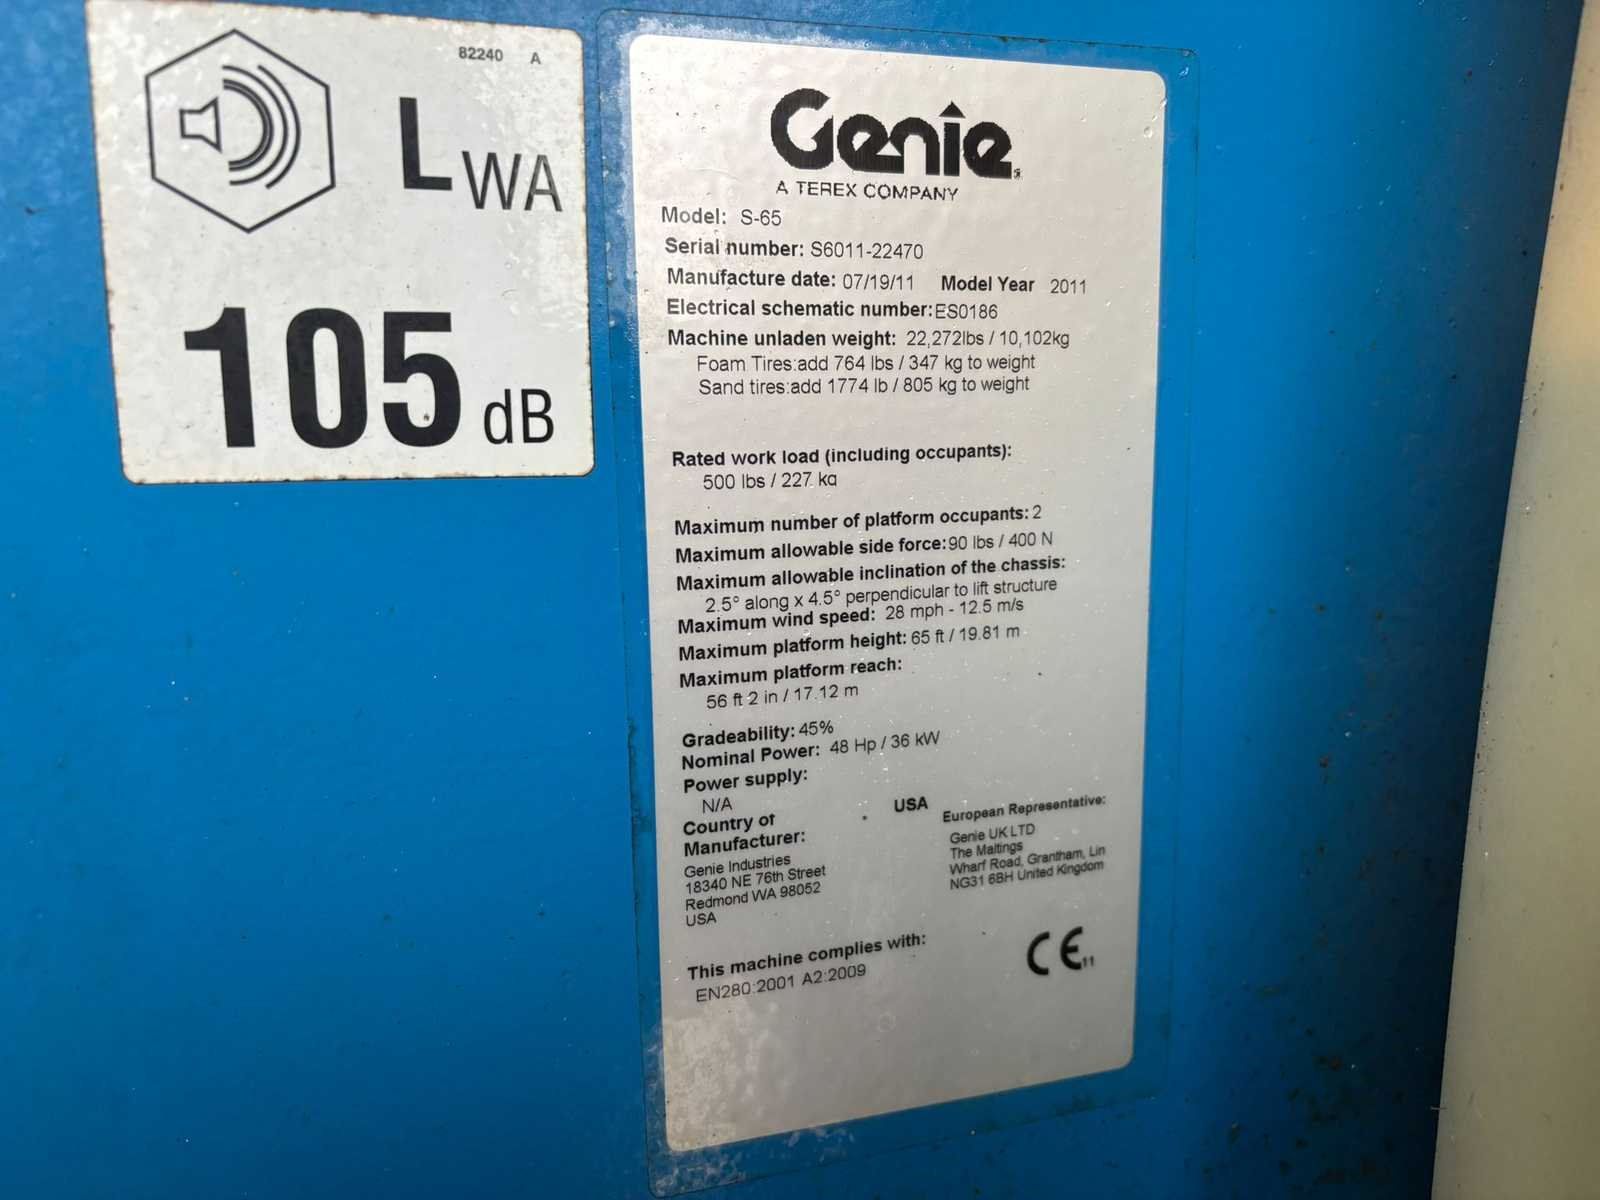 82240 A
LWA
105 dB
Genie
A TEREX COMPANY
Model: S-65
Serial number: S6011-22470
Manufacture date: 07/19/11 Model Year 2011
Electrical schematic number:ES0186
Machine unladen weight: 22,272lbs / 10,102kg
Foam Tires:add 764 lbs / 347 kg to weight
Sand tires:add 1774 lb / 805 kg to weight
Rated work load (including occupants):
500 lbs / 227 kg
Maximum number of platform occupants: 2
Maximum allowable side force:90 lbs / 400 N
Maximum allowable inclination of the chassis:
2.5° along x 4.5° perpendicular to lift structure
Maximum wind speed: 28 mph - 12.5 m/s
Maximum platform height: 65 ft / 19.81 m
Maximum platform reach:
56 ft 2 in / 17.12 m
Gradeability: 45%
Nominal Power: 48 Hp / 36 kW
Power supply:
N/A
Country of
Manufacturer:
USA
Genie Industries
18340 NE 76th Street
Redmond WA 98052
USA
European Representative:
Genie UK LTD
The Maltings
Wharf Road, Grantham, Lin
NG31 6BH United Kingdom
This machine complies with:
EN280:2001 A2:2009
CE 11